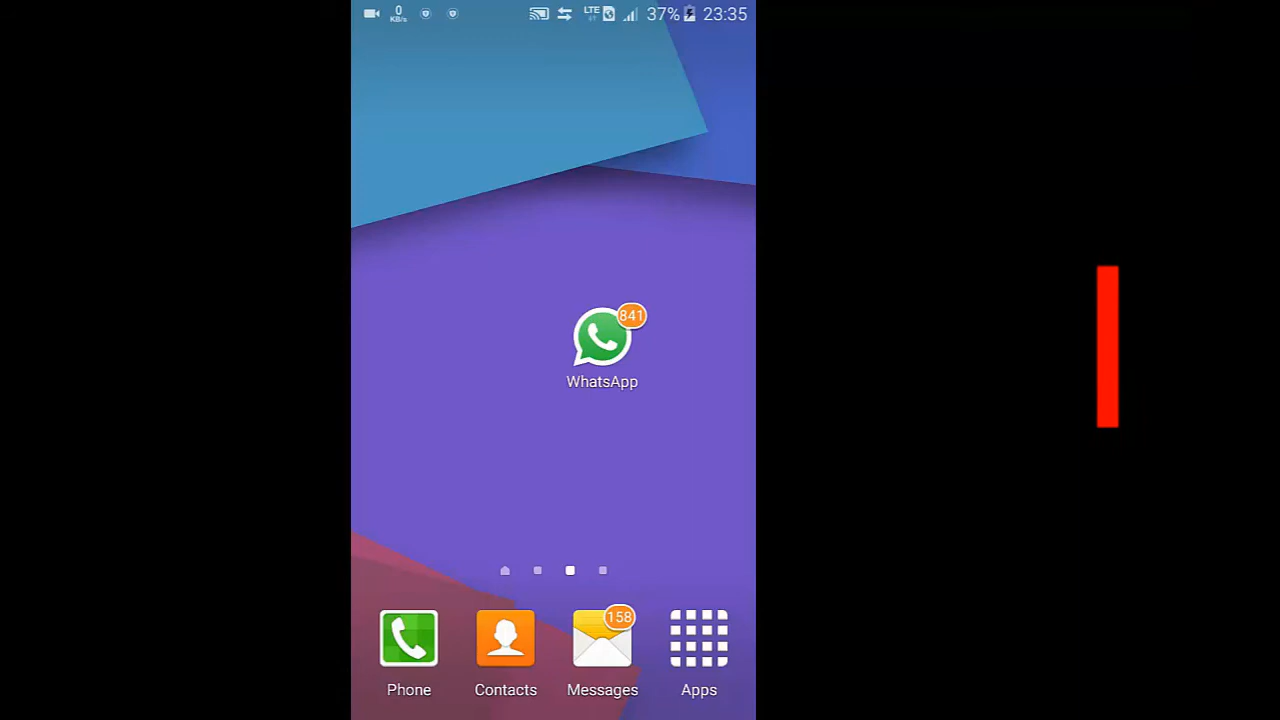 0 KB/s LTE 37% 23:35
841
WhatsApp
158
Phone Contacts Messages Apps